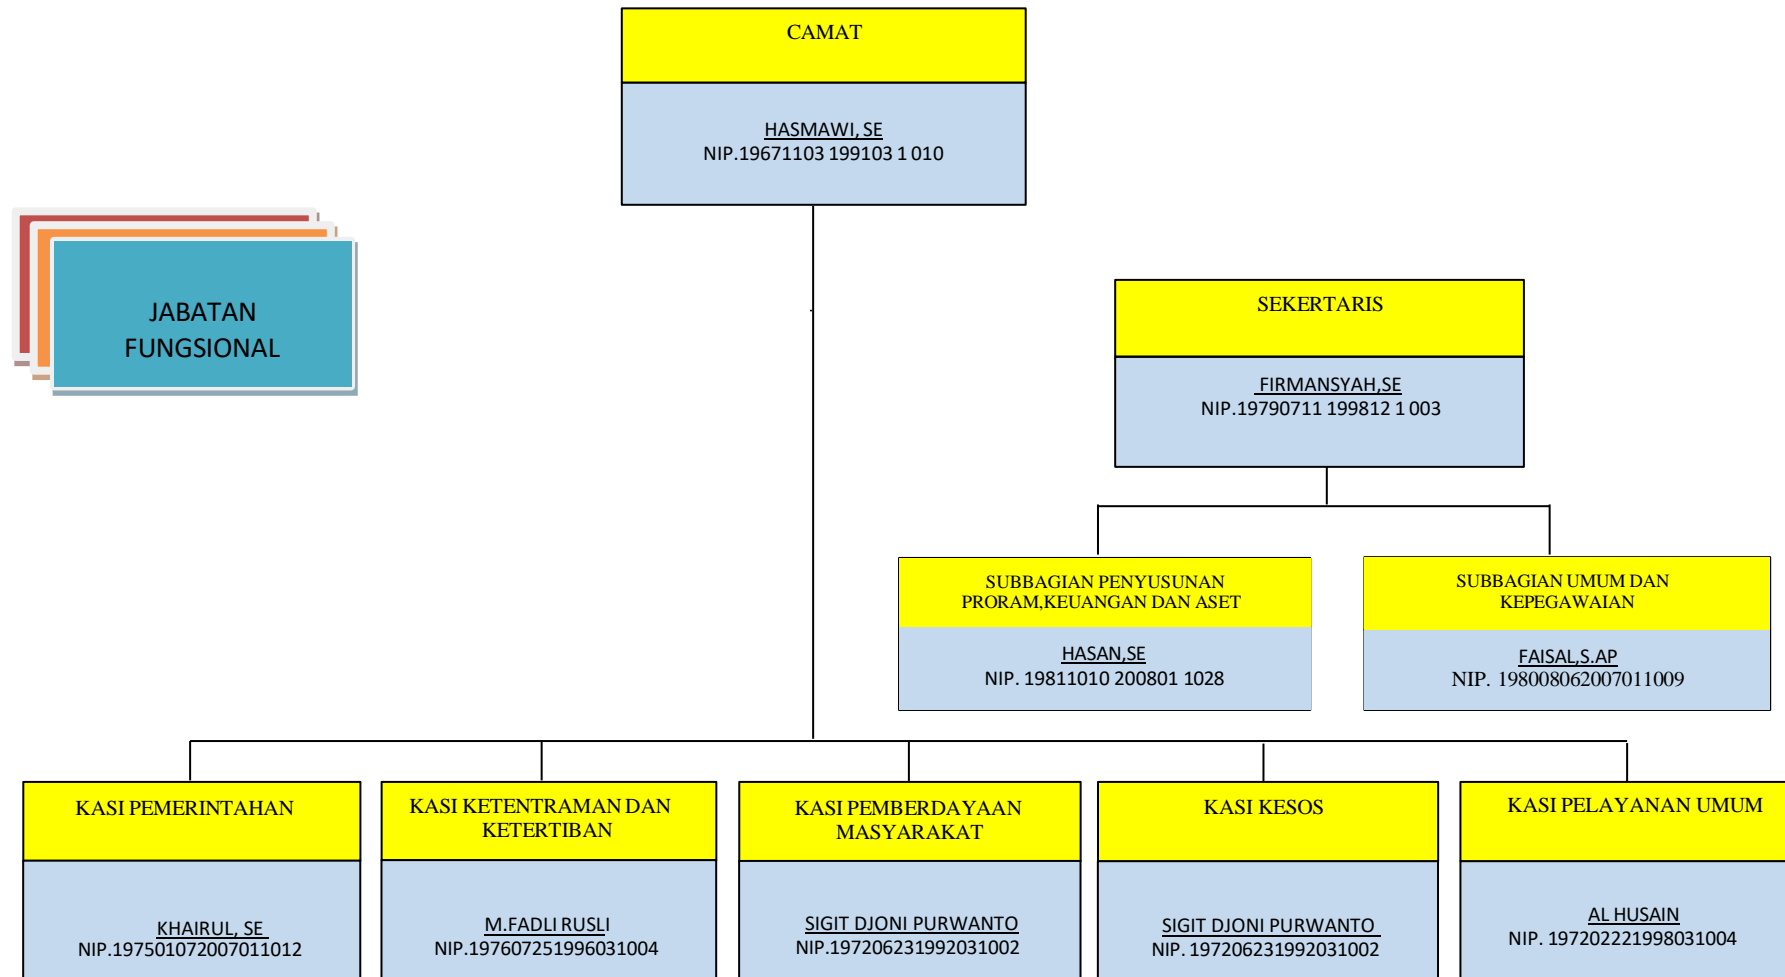 CAMAT
HASMAWI, SE
NIP.19671103 199103 1 010
JABATAN
FUNGSIONAL
SEKERTARIS
FIRMANSYAH,SE
NIP.19790711 199812 1 003
SUBBAGIAN PENYUSUNAN
PRORAM,KEUANGAN DAN ASET
HASAN,SE
NIP. 19811010 200801 1028
SUBBAGIAN UMUM DAN
KEPEGAWAIAN
FAISAL,S.AP
NIP. 198008062007011009
KASI PEMERINTAHAN
KHAIRUL, SE
NIP.197501072007011012
KASI KETENTRAMAN DAN
KETERTIBAN
M.FADLI RUSLI
NIP.197607251996031004
KASI PEMBERDAYAAN
MASYARAKAT
SIGIT DJONI PURWANTO
NIP.197206231992031002
KASI KESOS
SIGIT DJONI PURWANTO
NIP. 197206231992031002
KASI PELAYANAN UMUM
AL HUSAIN
NIP. 197202221998031004